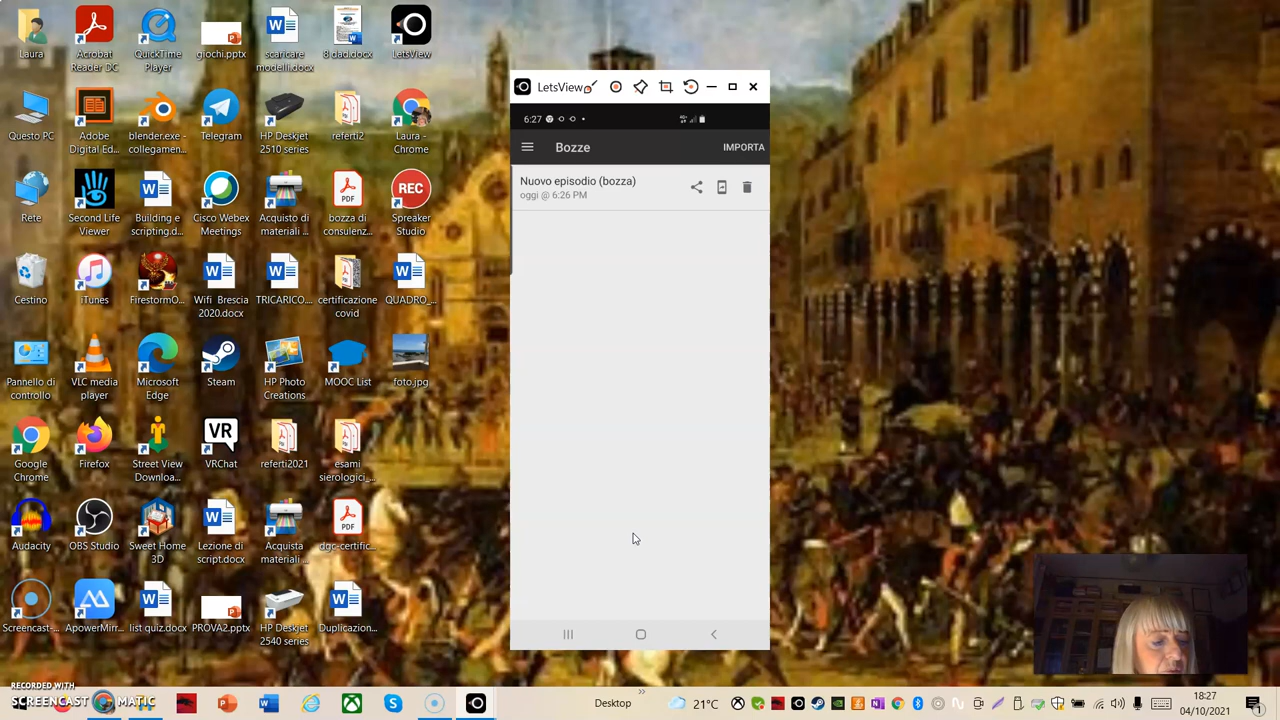 Laura
Acrobat
Reader DC
QuickTime
Player
giochi.pptx
scaricare
modelli.docx
8.dad.docx
LetsView
Questo PC
Adobe
Digital Ed...
blender.exe -
collegamen...
Telegram
HP Deskjet
2510 series
referti2
Laura -
Chrome
Rete
Second Life
Viewer
Building e
scripting.d...
Cisco Webex
Meetings
Acquisto di
materiali ...
bozza di
consulenz...
REC
Spreaker
Studio
Cestino
iTunes
FirestormO...
Wifi Brescia
2020.docx
TRICARICO....
certificazione
covid
QUADRO_...
Pannello di
controllo
VLC media
player
Microsoft
Edge
Steam
HP Photo
Creations
MOOC List
foto.jpg
Google
Chrome
Firefox
Street View
Downloa...
VR
VRChat
referti2021
esami
sierologici_...
Audacity
OBS Studio
Sweet Home
3D
Lezione di
script.docx
Acquista
materiali ...
PDF
dgc-certific...
Screencast-...
ApowerMirr...
list quiz.docx
PROVA2.pptx
HP Deskjet
2540 series
Duplicazion...
LetsView
6:27
Bozze
IMPORTA
Nuovo episodio (bozza)
oggi @ 6:26 PM
RECORDED WITH
SCREENCAST MATIC
Desktop
21°C
18:27
04/10/2021